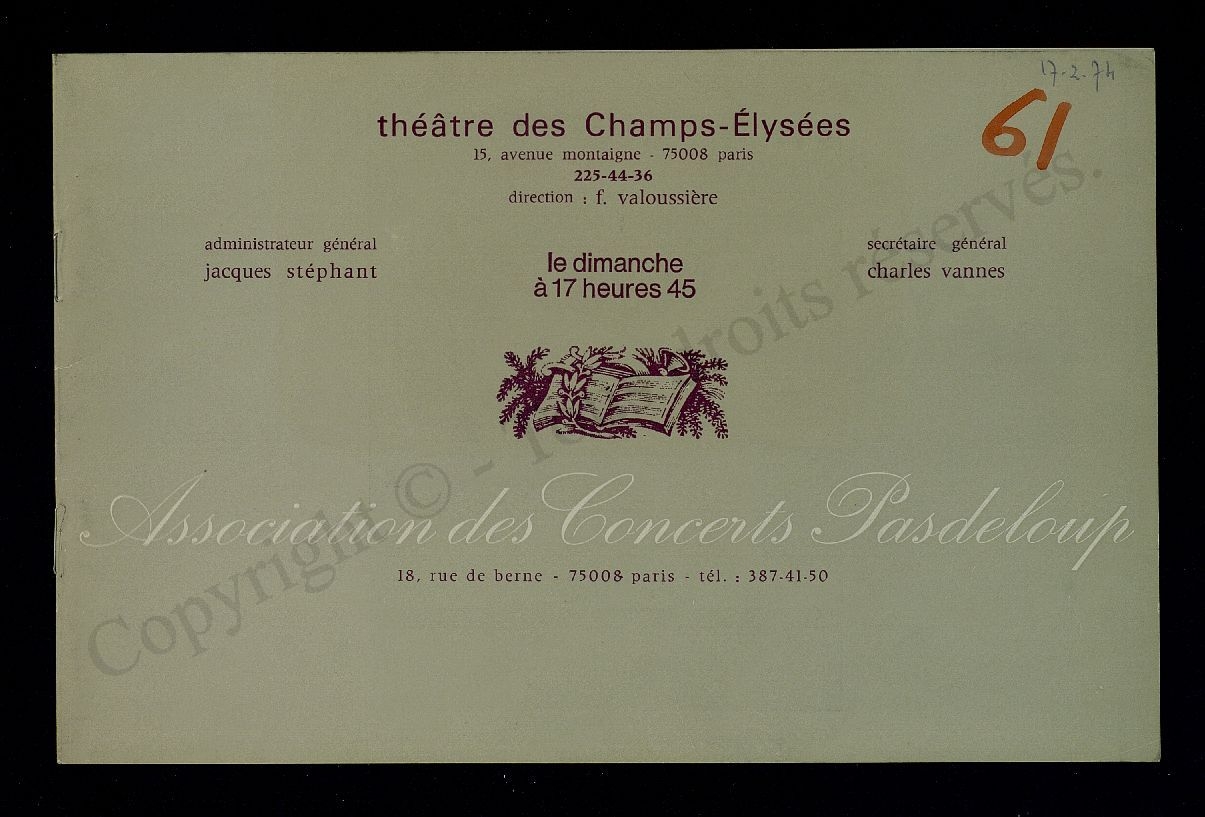 17-2-74
61
théâtre des Champs-Élysées
15, avenue montaigne - 75008 paris
225-44-36
direction : f. valoussière
administrateur général
jacques stéphant
le dimanche
à 17 heures 45
secrétaire général
charles vannes
Association des Concerts Pasdeloup
18, rue de berne - 75008 paris - tél. : 387-41-50
Copyright © - Tous droits réservés.